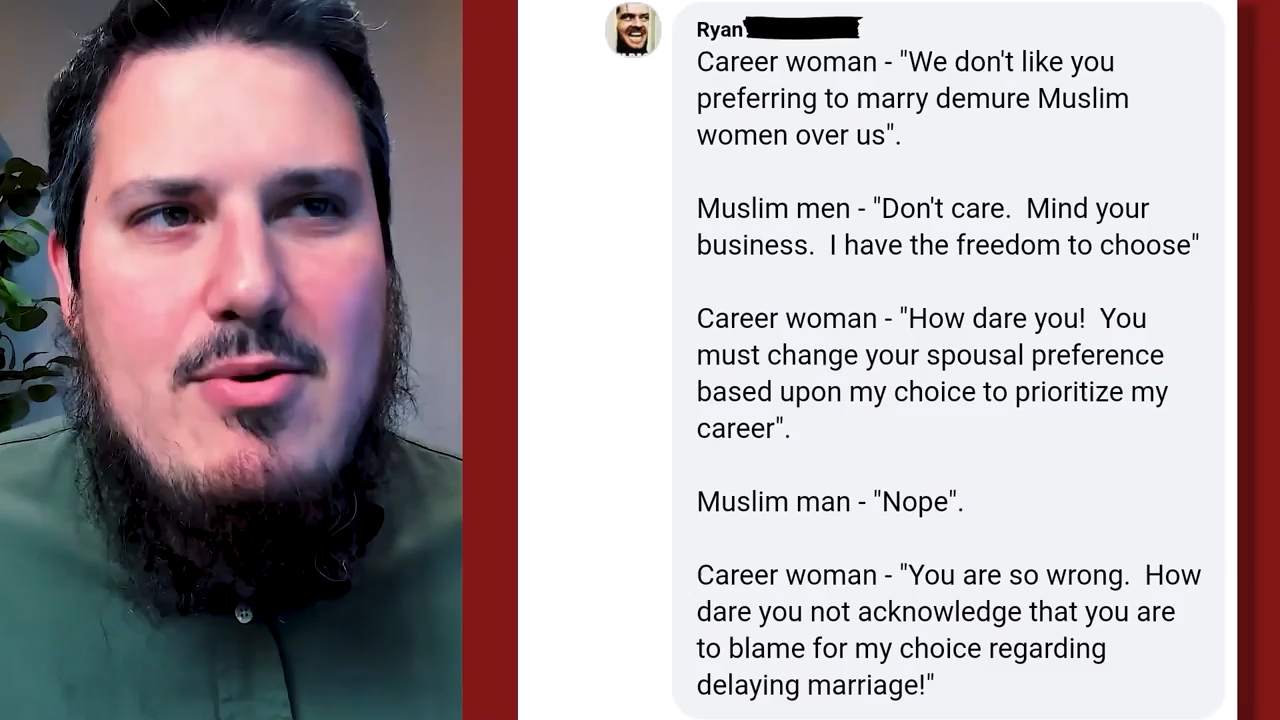 Ryan
Career woman - "We don't like you
preferring to marry demure Muslim
women over us".
Muslim men - "Don't care.  Mind your
business.  I have the freedom to choose"
Career woman - "How dare you!  You
must change your spousal preference
based upon my choice to prioritize my
career".
Muslim man - "Nope".
Career woman - "You are so wrong.  How
dare you not acknowledge that you are
to blame for my choice regarding
delaying marriage!"